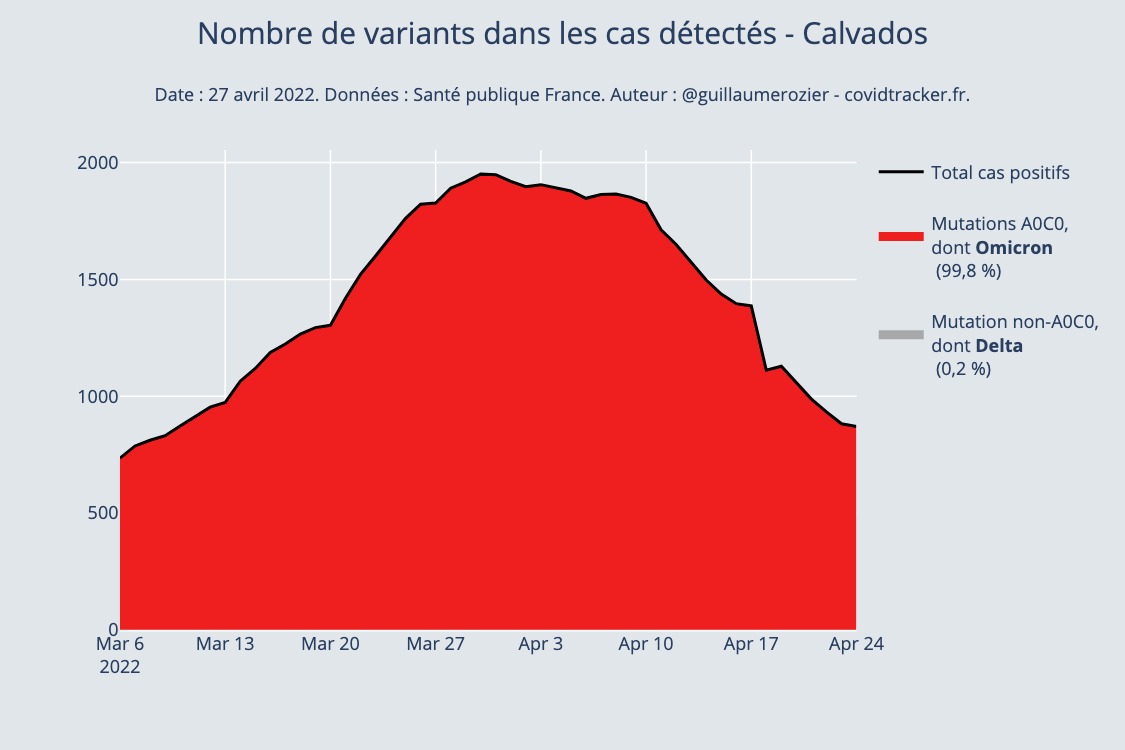 Nombre de variants dans les cas détectés - Calvados
Date : 27 avril 2022. Données : Santé publique France. Auteur : @guillaumerozier - covidtracker.fr.
2000
1500
1000
500
0
Mar 6
2022
Mar 13
Mar 20
Mar 27
Apr 3
Apr 10
Apr 17
Apr 24
Total cas positifs
Mutations A0C0,
dont Omicron
(99,8 %)
Mutation non-A0C0,
dont Delta
(0,2 %)